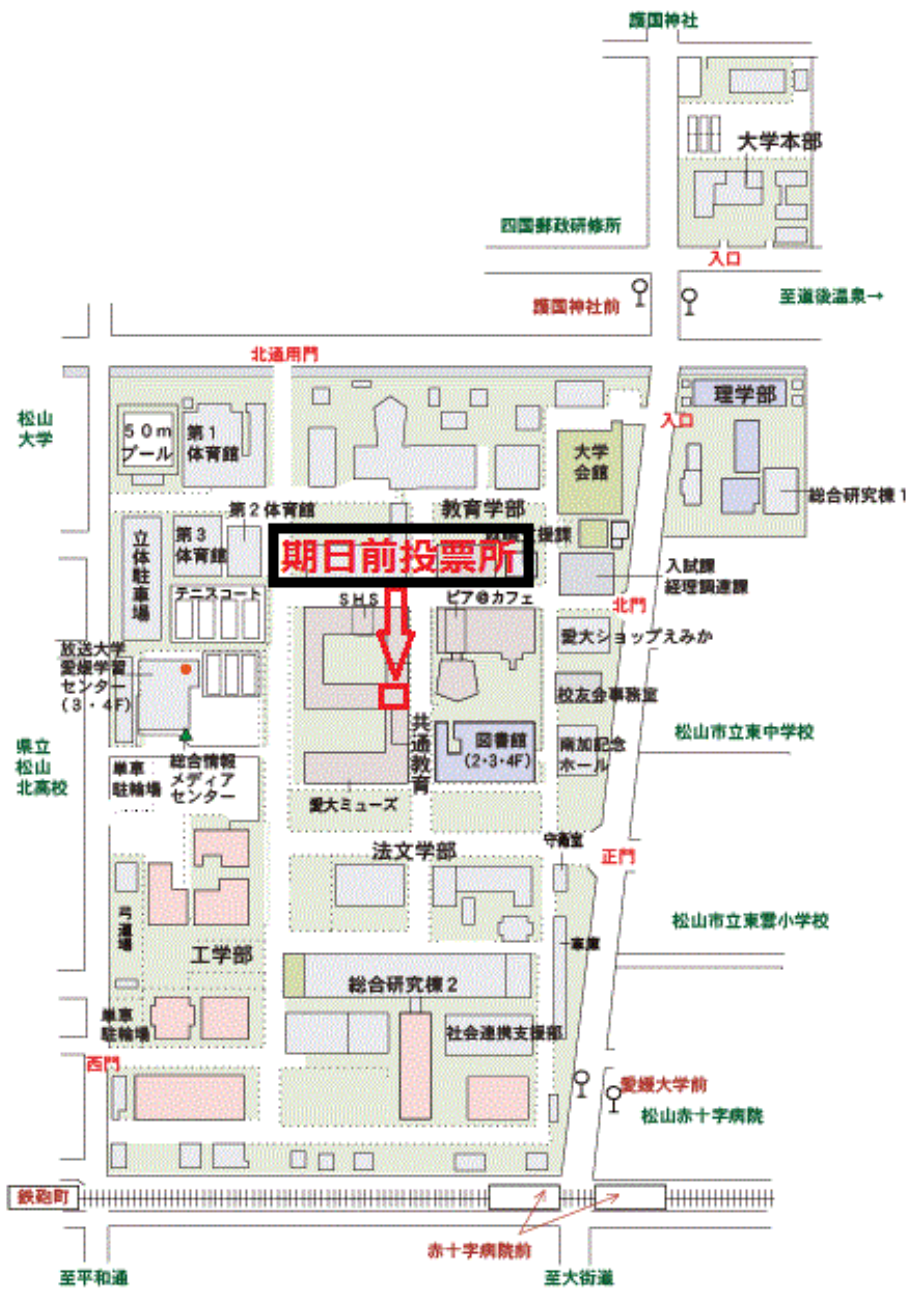 護国神社
大学本部
四国郵政研修所
入口
至道後温泉→
護国神社前
北通用門
理学部
松山
大学
50m
プール
第1
体育館
入口
大学
会館
総合研究棟1
第2体育館
教育学部
立体駐車場
第3
体育館
支援課
期日前投票所
入試課
経理調達課
テニスコート
SHS
ピア@カフェ
北門
愛大ショップえみか
放送大学
愛媛学習
センター
(3・4F)
校友会事務室
共通教育
図書館
(2・3・4F)
南加記念
ホール
松山市立東中学校
県立
松山
北高校
単車
駐輪場
総合情報
メディア
センター
愛大ミューズ
法文学部
守衛室
正門
弓道場
松山市立東雲小学校
車庫
工学部
総合研究棟2
単車
駐輪場
社会連携支援部
西門
愛媛大学前
松山赤十字病院
鉄砲町
赤十字病院前
至平和通
至大街道